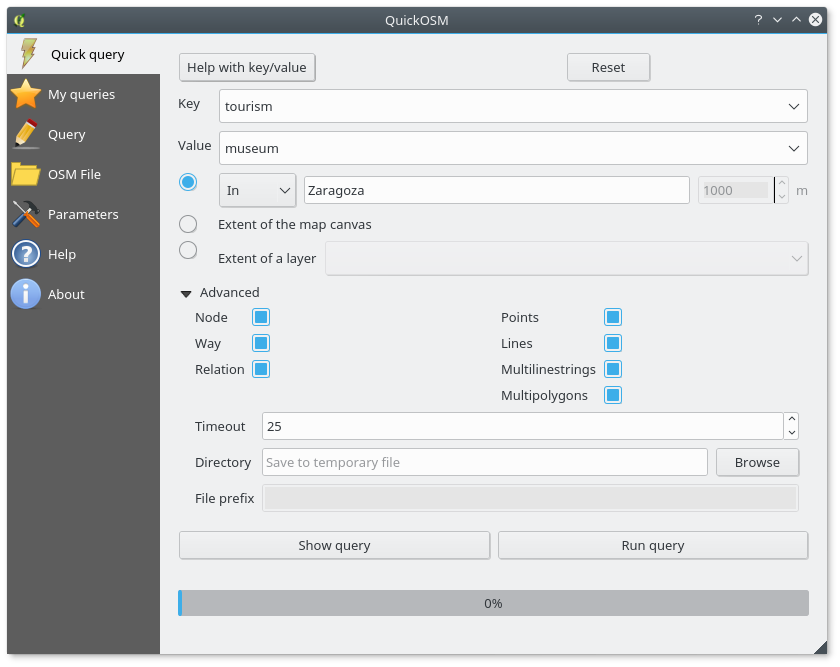 QuickOSM
Quick query
My queries
Query
OSM File
Parameters
Help
About
Help with key/value Reset
Key tourism
Value museum
In Zaragoza 1000 m
Extent of the map canvas
Extent of a layer
Advanced
Node Points
Way Lines
Relation Multilinestrings
Multipolygons
Timeout 25
Directory Save to temporary file Browse
File prefix
Show query Run query
0%